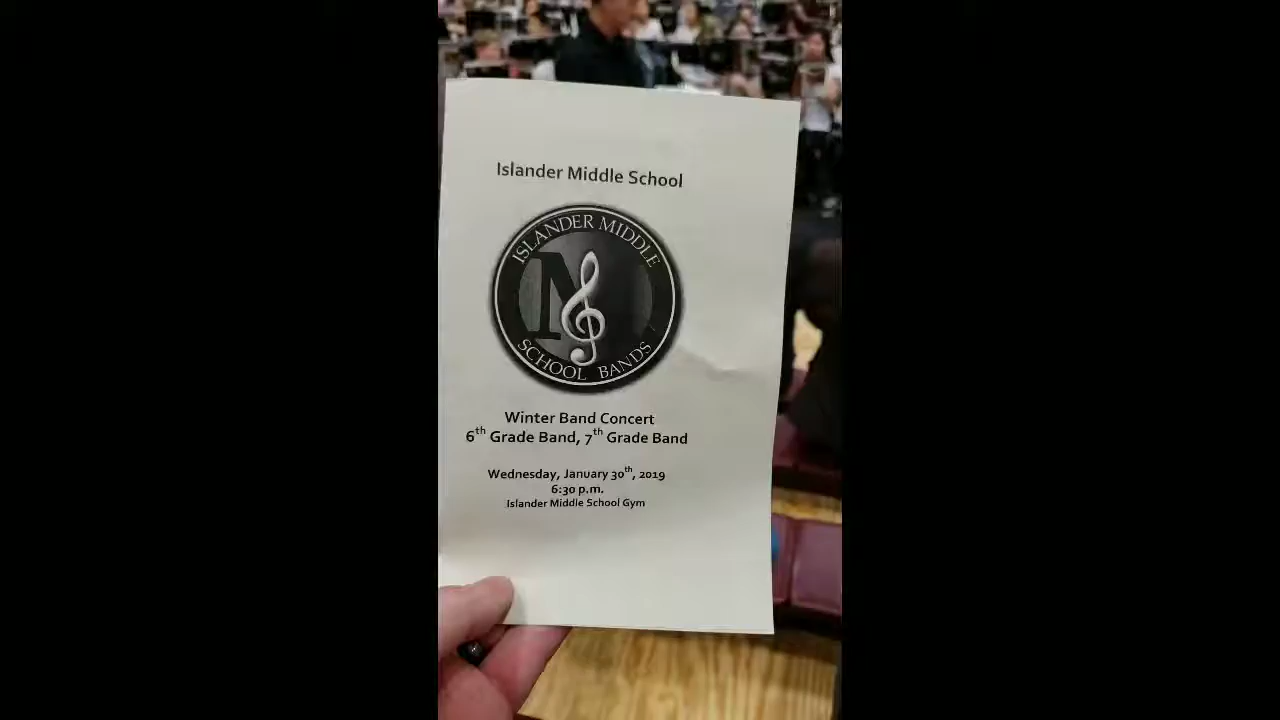 Islander Middle School
ISLANDER MIDDLE
M
SCHOOL BANDS
Winter Band Concert
6th Grade Band, 7th Grade Band
Wednesday, January 30th, 2019
6:30 p.m.
Islander Middle School Gym